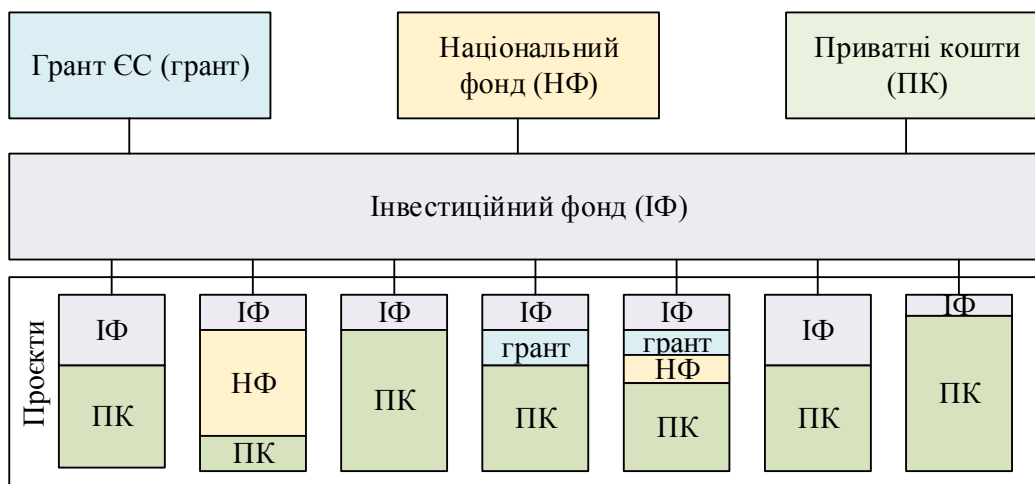 Грант ЄС (грант)
Національний
фонд (НФ)
Приватні кошти
(ПК)
Інвестиційний фонд (ІФ)
Проєкти
ІФ
ПК
ІФ
НФ
ПК
ІФ
ПК
ІФ
грант
ПК
ІФ
грант
НФ
ПК
ІФ
ПК
ІФ
ПК